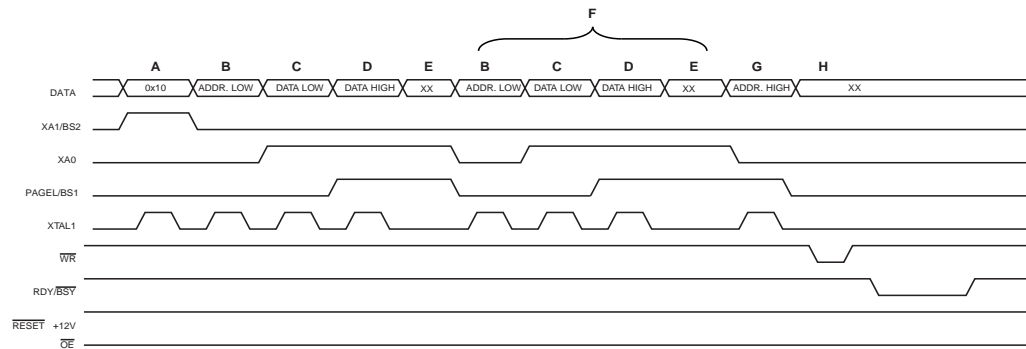 F
A B C D E B C D E G H
DATA 0x10 ADDR. LOW DATA LOW DATA HIGH XX ADDR. LOW DATA LOW DATA HIGH XX ADDR. HIGH XX
XA1/BS2
XA0
PAGEL/BS1
XTAL1
WR
RDY/BSY
RESET +12V
OE